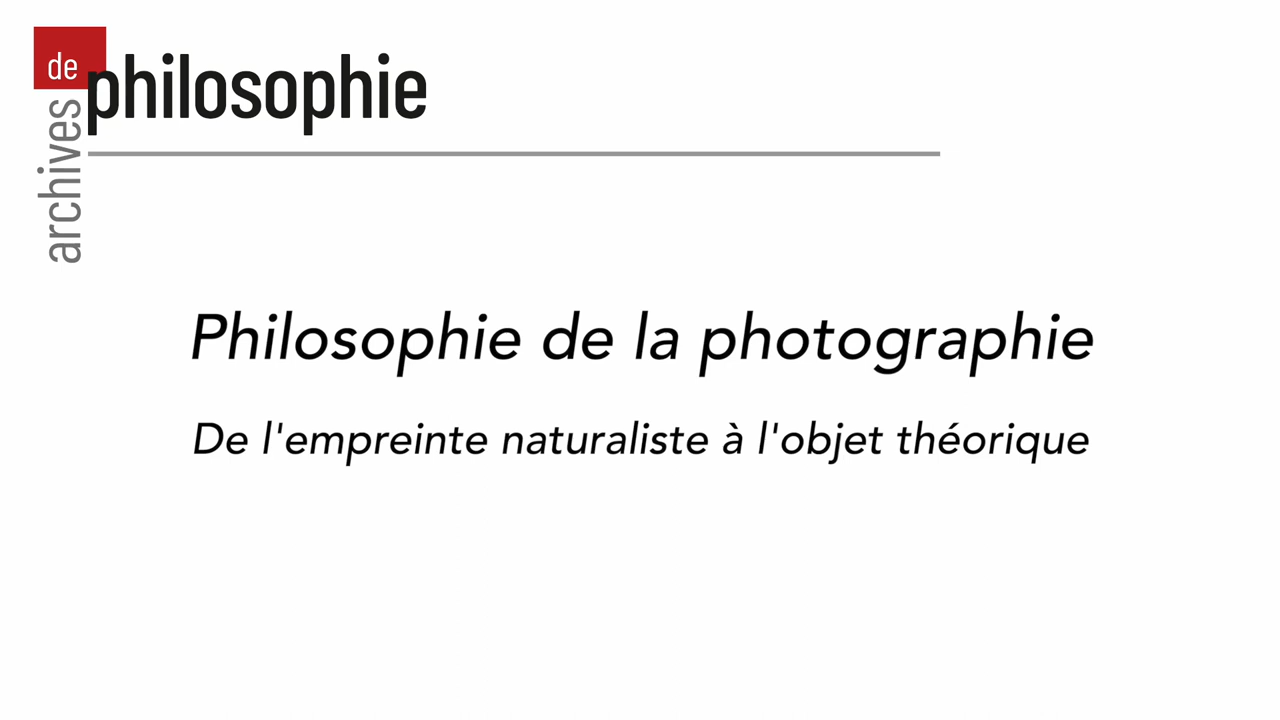 archives
de
philosophie
Philosophie de la photographie
De l'empreinte naturaliste à l'objet théorique